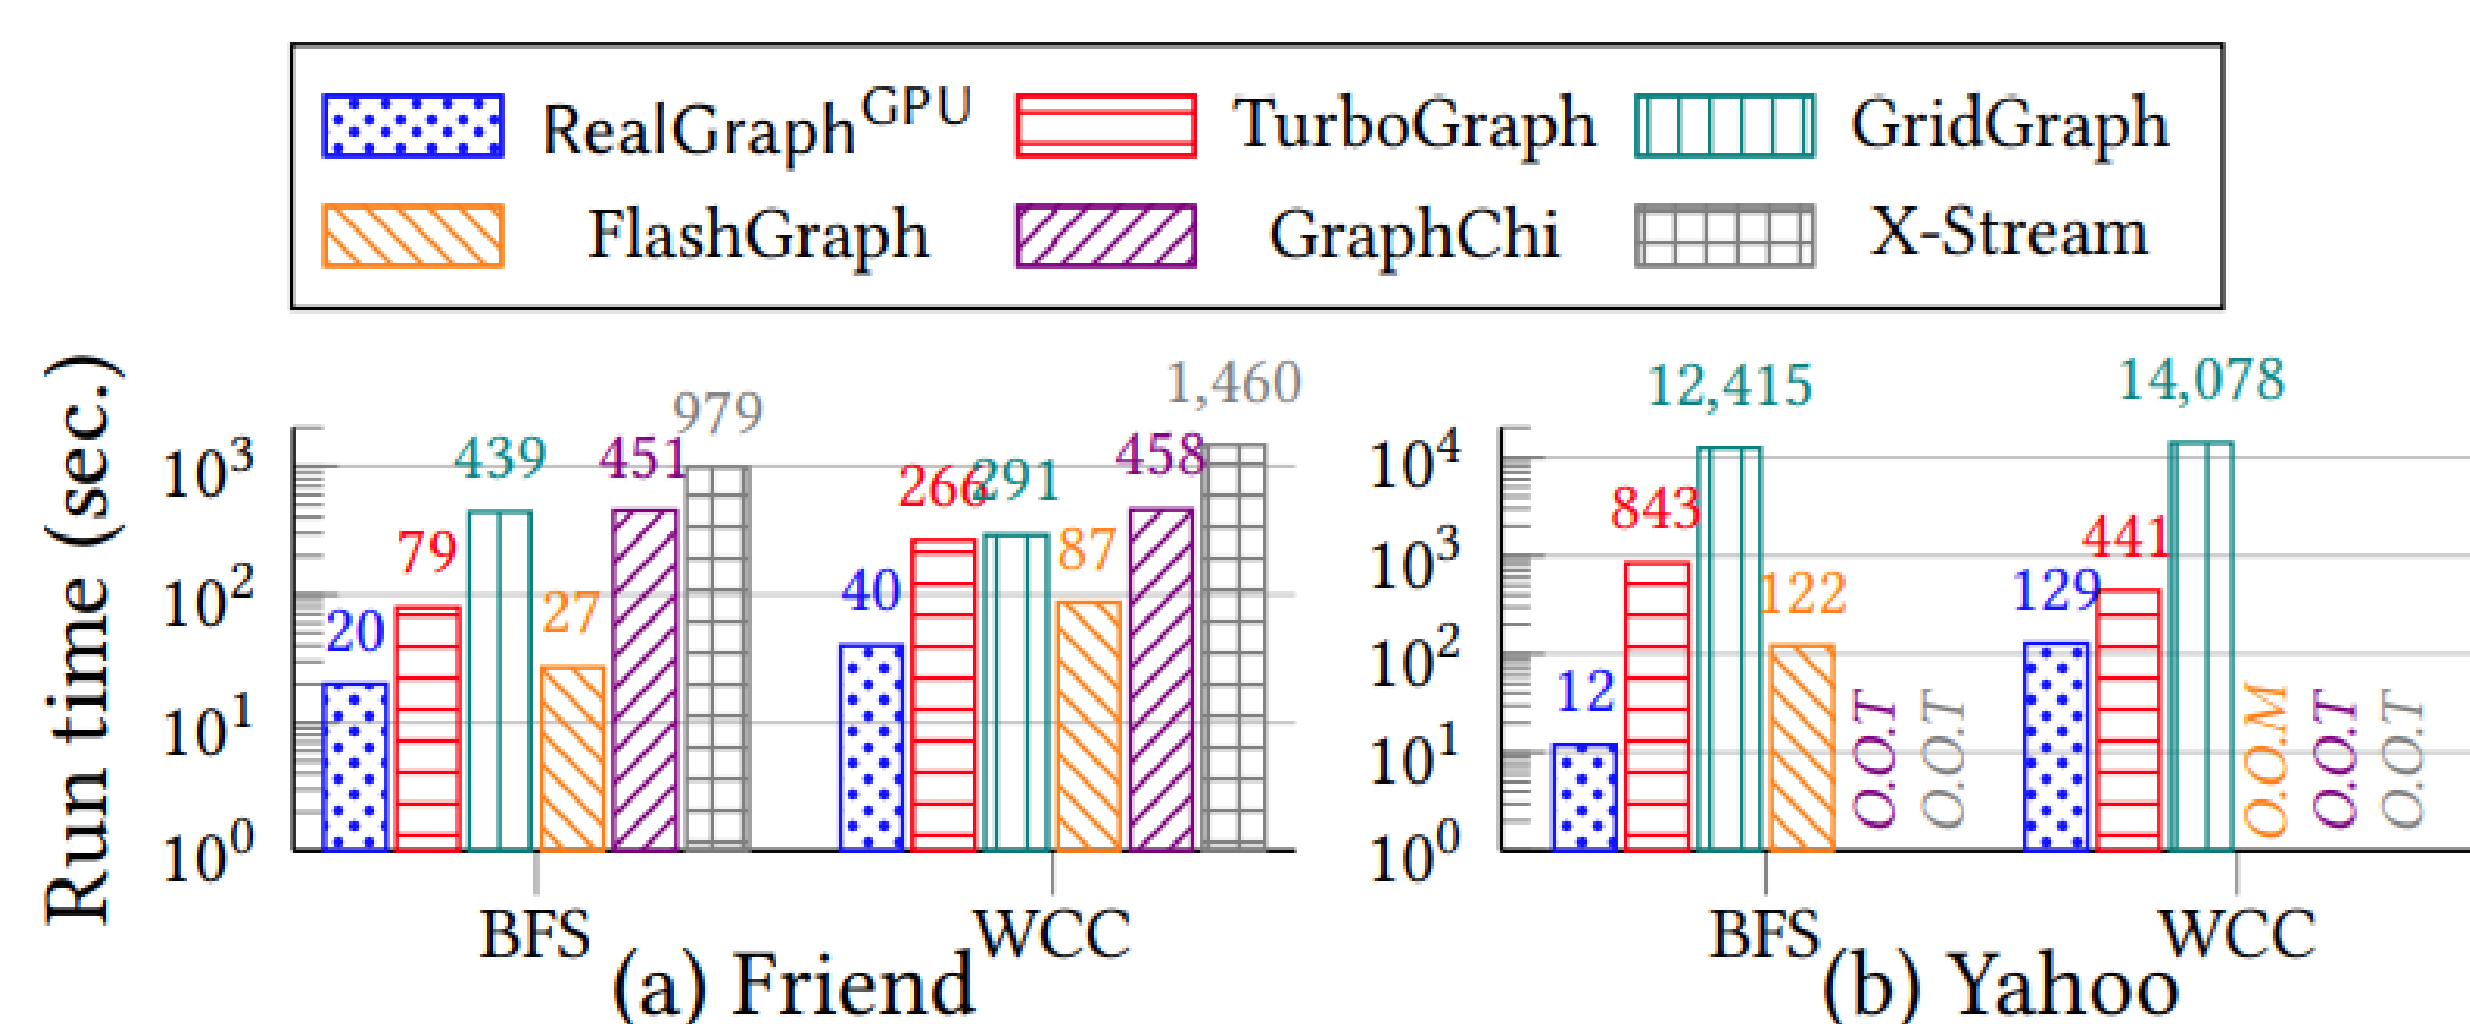 RealGraph^GPU TurboGraph GridGraph
FlashGraph GraphChi X-Stream
Run time (sec.)
10^3
10^2
10^1
10^0
20 79 439 27 451 979
40 266 291 87 458 1,460
BFS WCC
(a) Friend
10^4
10^3
10^2
10^1
10^0
12 843 12,415 122 O.O.T O.O.T
129 441 14,078 O.O.M O.O.T O.O.T
BFS WCC
(b) Yahoo